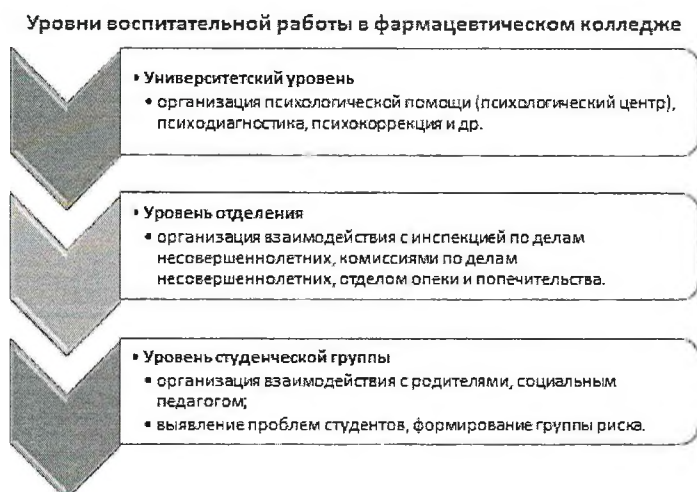 Уровни воспитательной работы в фармацевтическом колледже
• Университетский уровень
• организация психологической помощи (психологический центр),
психодиагностика, психокоррекция и др.
• Уровень отделения
• организация взаимодействия с инспекцией по делам
несовершеннолетних, комиссиями по делам
несовершеннолетних, отделом опеки и попечительства.
• Уровень студенческой группы
• организация взаимодействия с родителями, социальным
педагогом;
• выявление проблем студентов, формирование группы риска.